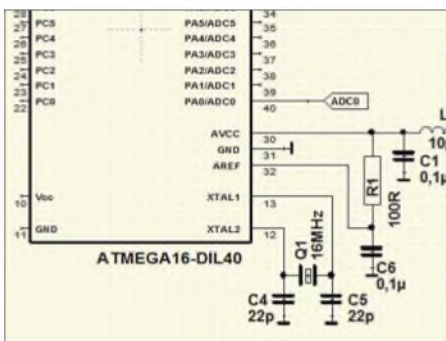 28 PC5 PA5/ADC5 34
27 PC4 PA4/ADC4 35
26 PC3 PA3/ADC3 36
25 PC2 PA2/ADC2 37
24 PC1 PA1/ADC1 38
23 PC0 PA0/ADC0 39
22 40 ADC0
AVCC 30
GND 31
AREF 32
L
10µ
C1
0,1µ
R1
100R
10 Vcc XTAL1 13
11 GND XTAL2 12
ATMEGA16-DIL40
Q1
16MHz
C6
0,1µ
C4
22p
C5
22p